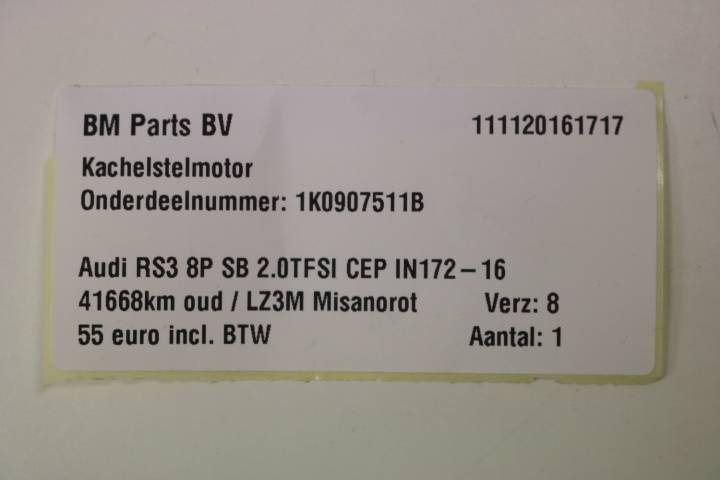 BM Parts BV 111120161717
Kachelstelmotor
Onderdeelnummer: 1K0907511B
Audi RS3 8P SB 2.0TFSI CEP IN172-16
41668km oud / LZ3M Misanorot Verz: 8
55 euro incl. BTW Aantal: 1